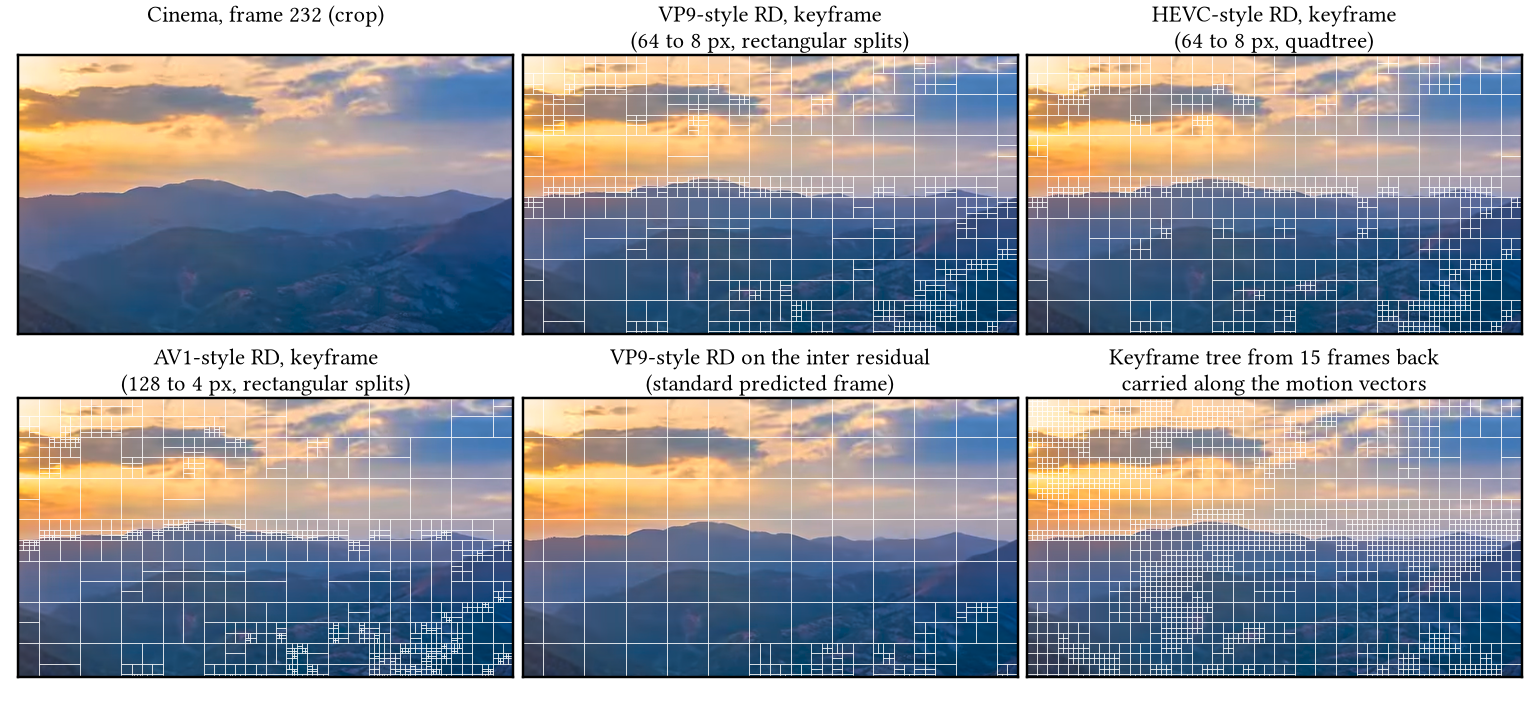 Cinema, frame 232 (crop)
VP9-style RD, keyframe
(64 to 8 px, rectangular splits)
HEVC-style RD, keyframe
(64 to 8 px, quadtree)
AV1-style RD, keyframe
(128 to 4 px, rectangular splits)
VP9-style RD on the inter residual
(standard predicted frame)
Keyframe tree from 15 frames back
carried along the motion vectors